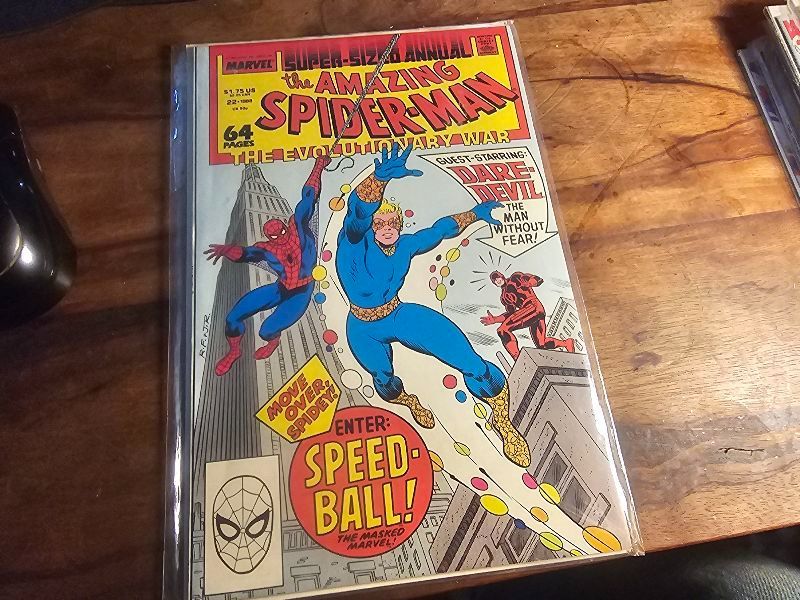 MARVEL
SUPER-SIZED ANNUAL
$1.75 US
22·1988
64
PAGES
the AMAZING
SPIDER-MAN
THE EVOLUTIONARY WAR
GUEST-STARRING:
DARE-
DEVIL
THE
MAN
WITHOUT
FEAR!
R.F. & J.R.
MOVE
OVER,
SPIDEY!
ENTER:
SPEED-
BALL!
THE MASKED
MARVEL!